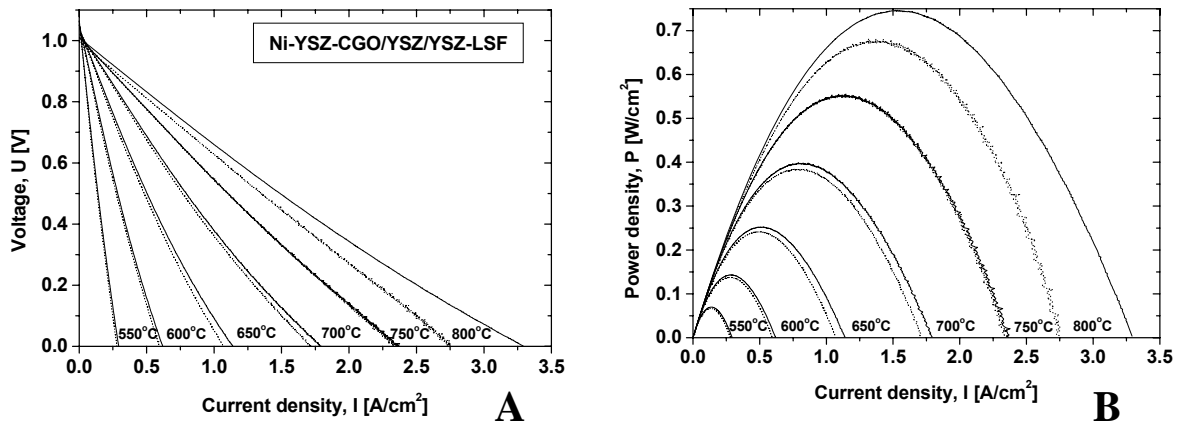 Ni-YSZ-CGO/YSZ/YSZ-LSF
Voltage, U [V]
1.0
0.8
0.6
0.4
0.2
0.0
550°C 600°C 650°C 700°C 750°C 800°C
0.0 0.5 1.0 1.5 2.0 2.5 3.0 3.5
Current density, I [A/cm²]
A
Power density, P [W/cm²]
0.7
0.6
0.5
0.4
0.3
0.2
0.1
0.0
550°C 600°C 650°C 700°C 750°C 800°C
0.0 0.5 1.0 1.5 2.0 2.5 3.0 3.5
Current density, I [A/cm²]
B